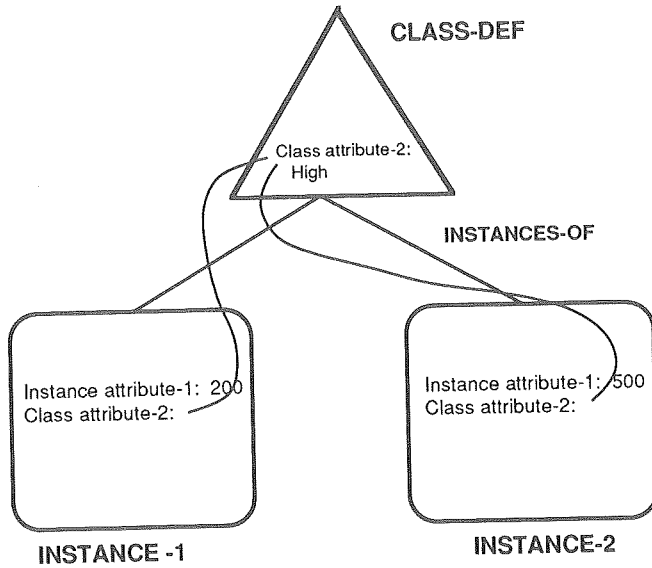 CLASS-DEF
Class attribute-2:
High
INSTANCES-OF
Instance attribute-1: 200
Class attribute-2:
Instance attribute-1: 500
Class attribute-2:
INSTANCE -1
INSTANCE-2